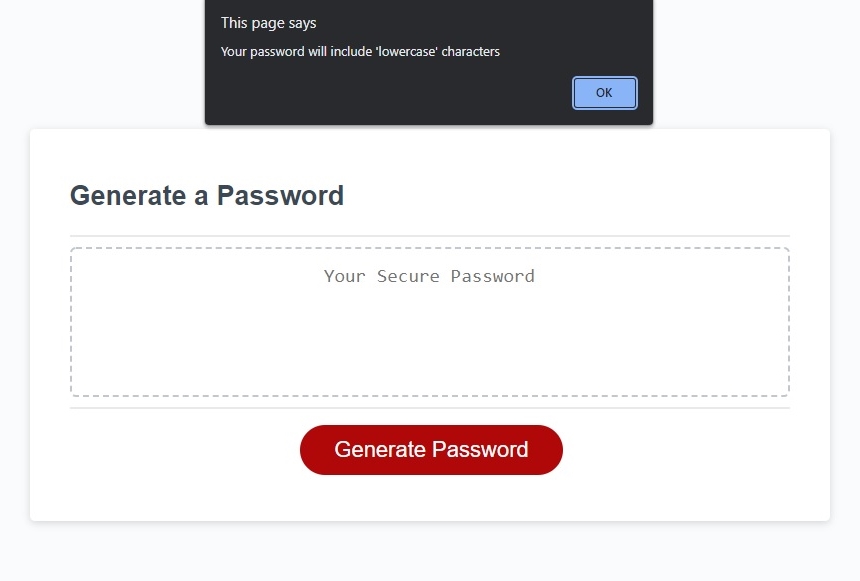 This page says
Your password will include 'lowercase' characters
OK
Generate a Password
Your Secure Password
Generate Password